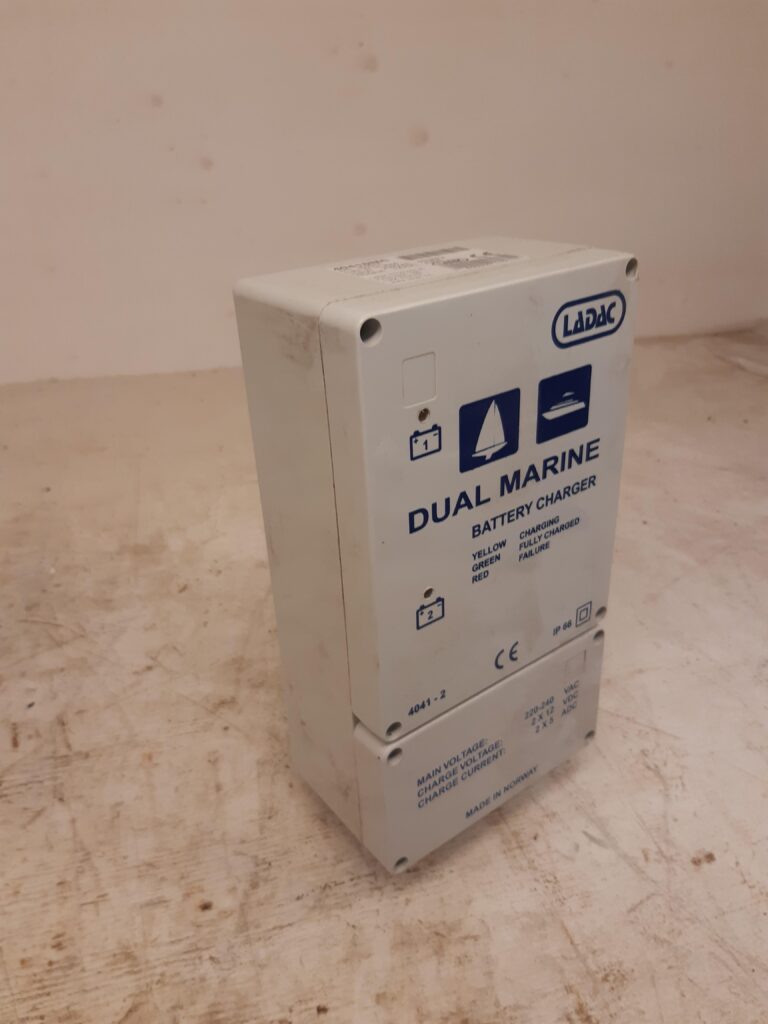 LADAC
1
DUAL MARINE
BATTERY CHARGER
YELLOW CHARGING
GREEN FULLY CHARGED
RED FAILURE
2
IP 66
CE
4041 - 2
MAIN VOLTAGE: 220-240 VAC
CHARGE VOLTAGE: 2 X 12 VDC
CHARGE CURRENT: 2 X 5 ADC
MADE IN NORWAY